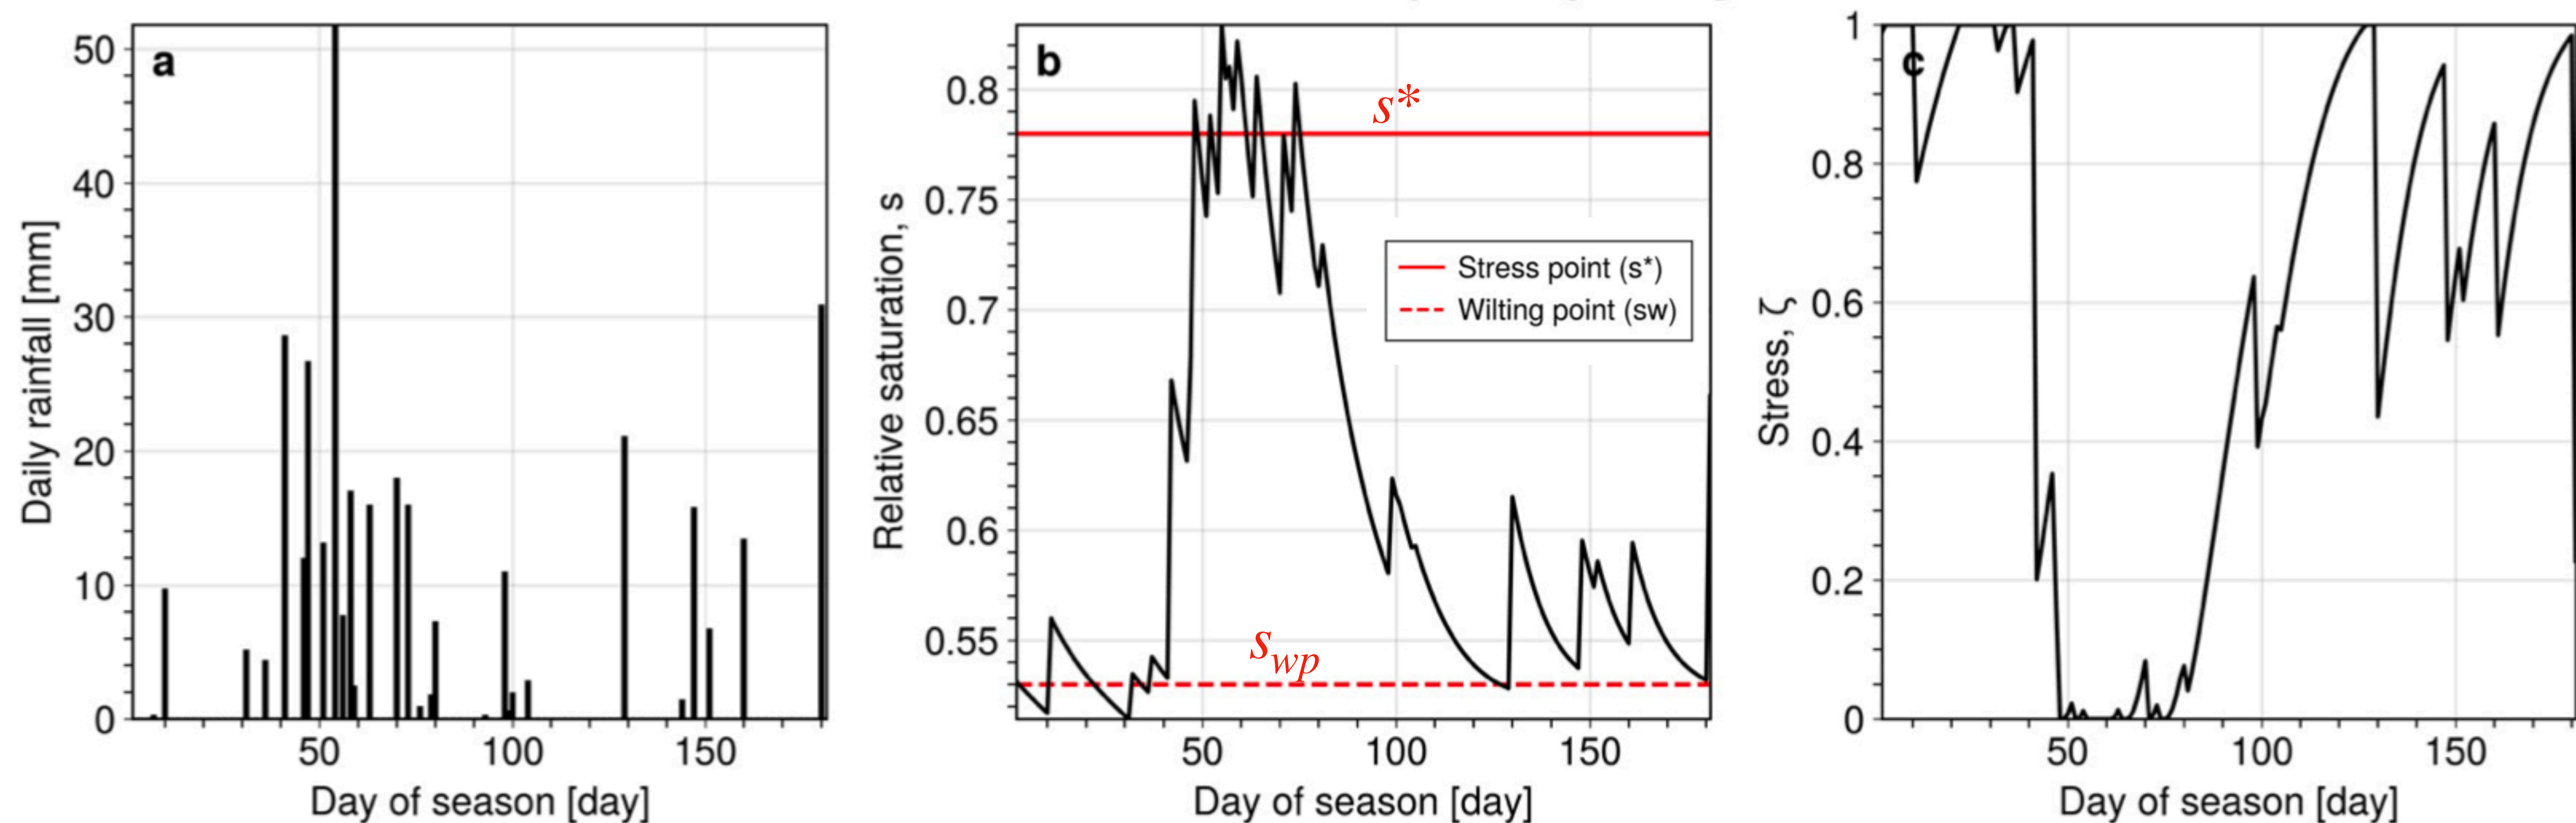 a
50
40
30
20
10
0
50 100 150
Daily rainfall [mm]
Day of season [day]
b
0.8
0.75
0.7
0.65
0.6
0.55
50 100 150
Relative saturation, s
Day of season [day]
s*
Stress point (s*)
Wilting point (sw)
s_wp
c
1
0.8
0.6
0.4
0.2
0
50 100 150
Stress, ζ
Day of season [day]